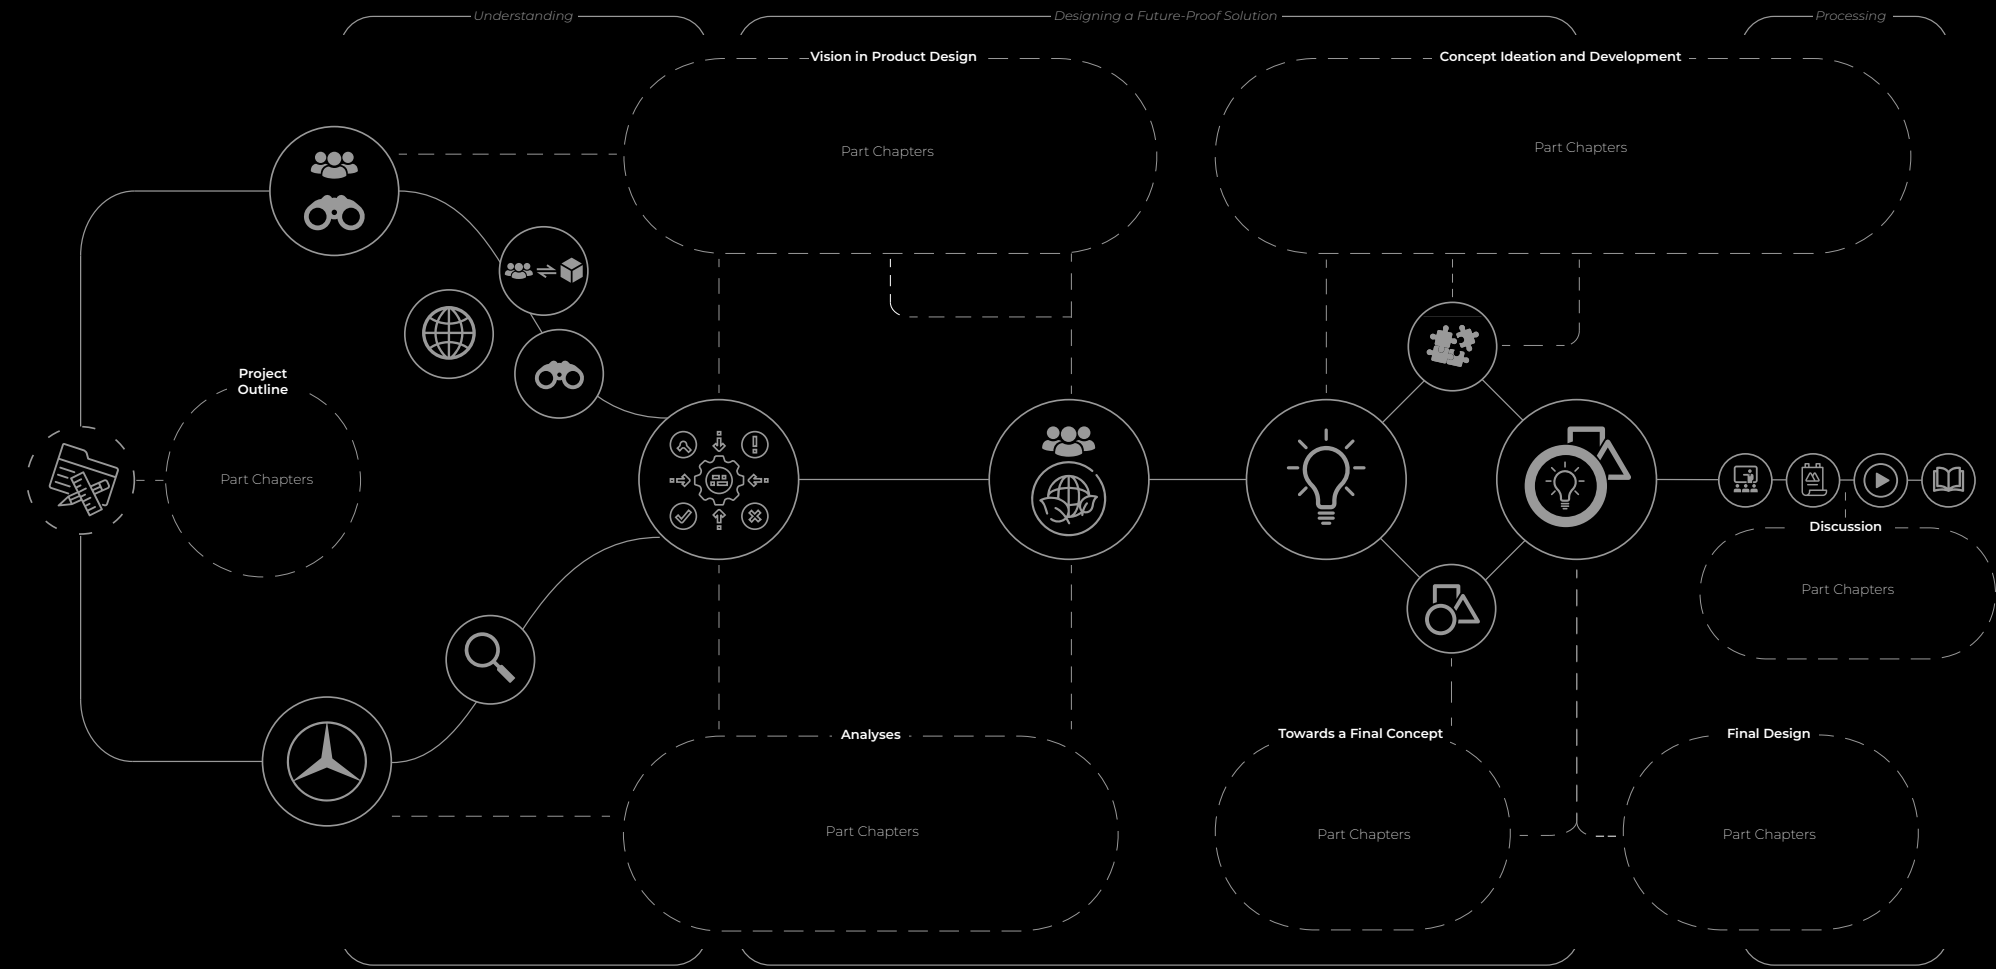 Understanding
Designing a Future-Proof Solution
Processing
Vision in Product Design
Part Chapters
Concept Ideation and Development
Part Chapters
Project
Outline
Part Chapters
Discussion
Part Chapters
Analyses
Part Chapters
Towards a Final Concept
Part Chapters
Final Design
Part Chapters